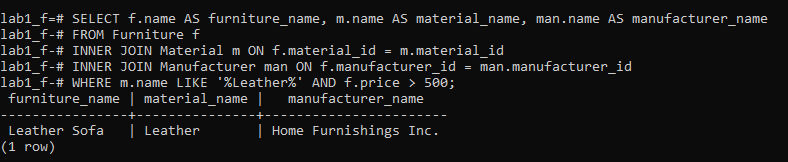 lab1_f=# SELECT f.name AS furniture_name, m.name AS material_name, man.name AS manufacturer_name
lab1_f-# FROM Furniture f
lab1_f-# INNER JOIN Material m ON f.material_id = m.material_id
lab1_f-# INNER JOIN Manufacturer man ON f.manufacturer_id = man.manufacturer_id
lab1_f-# WHERE m.name LIKE '%Leather%' AND f.price > 500;
 furniture_name | material_name |   manufacturer_name
----------------+---------------+------------------------
 Leather Sofa   | Leather       | Home Furnishings Inc.
(1 row)